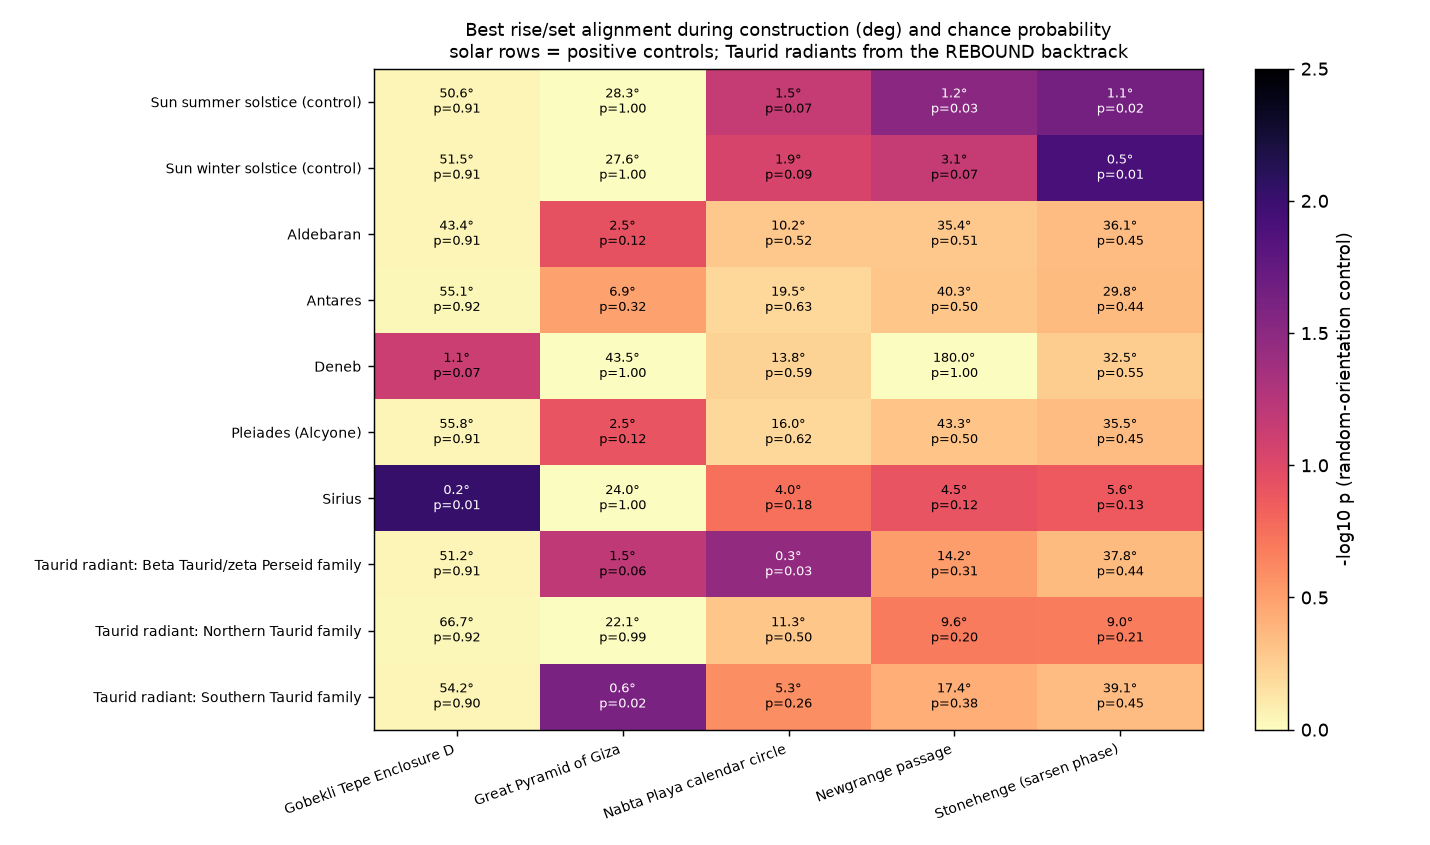 Best rise/set alignment during construction (deg) and chance probability
solar rows = positive controls; Taurid radiants from the REBOUND backtrack
Sun summer solstice (control)
50.6°
p=0.91
28.3°
p=1.00
1.5°
p=0.07
1.2°
p=0.03
1.1°
p=0.02
Sun winter solstice (control)
51.5°
p=0.91
27.6°
p=1.00
1.9°
p=0.09
3.1°
p=0.07
0.5°
p=0.01
Aldebaran
43.4°
p=0.91
2.5°
p=0.12
10.2°
p=0.52
35.4°
p=0.51
36.1°
p=0.45
Antares
55.1°
p=0.92
6.9°
p=0.32
19.5°
p=0.63
40.3°
p=0.50
29.8°
p=0.44
Deneb
1.1°
p=0.07
43.5°
p=1.00
13.8°
p=0.59
180.0°
p=1.00
32.5°
p=0.55
Pleiades (Alcyone)
55.8°
p=0.91
2.5°
p=0.12
16.0°
p=0.62
43.3°
p=0.50
35.5°
p=0.45
Sirius
0.2°
p=0.01
24.0°
p=1.00
4.0°
p=0.18
4.5°
p=0.12
5.6°
p=0.13
Taurid radiant: Beta Taurid/zeta Perseid family
51.2°
p=0.91
1.5°
p=0.06
0.3°
p=0.03
14.2°
p=0.31
37.8°
p=0.44
Taurid radiant: Northern Taurid family
66.7°
p=0.92
22.1°
p=0.99
11.3°
p=0.50
9.6°
p=0.20
9.0°
p=0.21
Taurid radiant: Southern Taurid family
54.2°
p=0.90
0.6°
p=0.02
5.3°
p=0.26
17.4°
p=0.38
39.1°
p=0.45
Gobekli Tepe Enclosure D
Great Pyramid of Giza
Nabta Playa calendar circle
Newgrange passage
Stonehenge (sarsen phase)
2.5
2.0
1.5
1.0
0.5
0.0
-log10 p (random-orientation control)